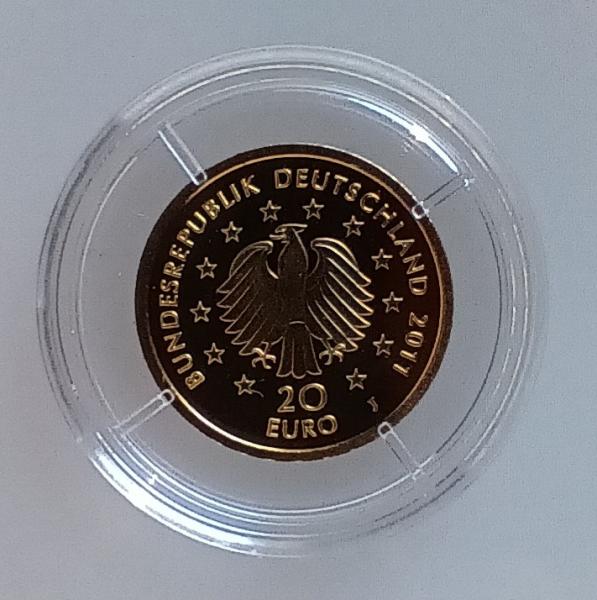 BUNDESREPUBLIK DEUTSCHLAND 2011
20
EURO
J